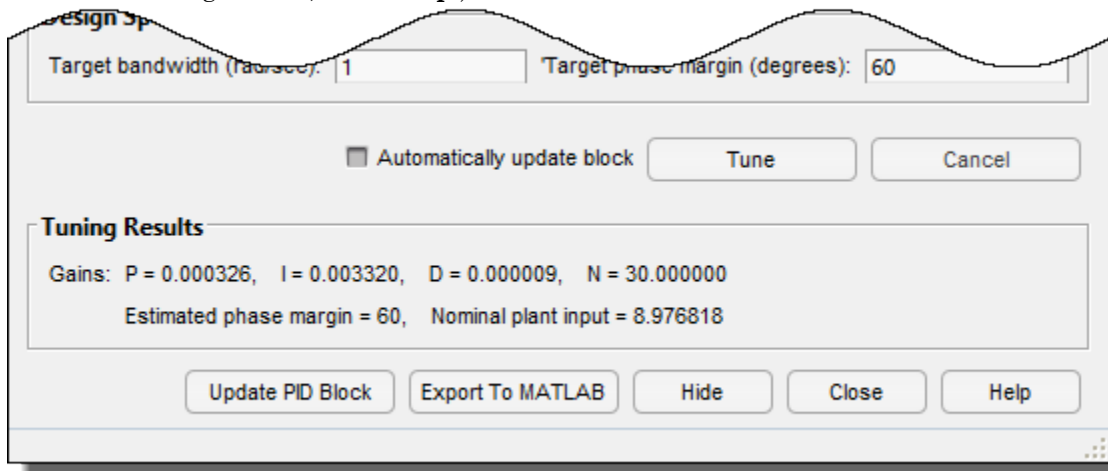 Design Sp
Target bandwidth (rad/sec): 1 'Target phase margin (degrees): 60
Automatically update block Tune Cancel
Tuning Results
Gains: P = 0.000326, I = 0.003320, D = 0.000009, N = 30.000000
Estimated phase margin = 60, Nominal plant input = 8.976818
Update PID Block Export To MATLAB Hide Close Help